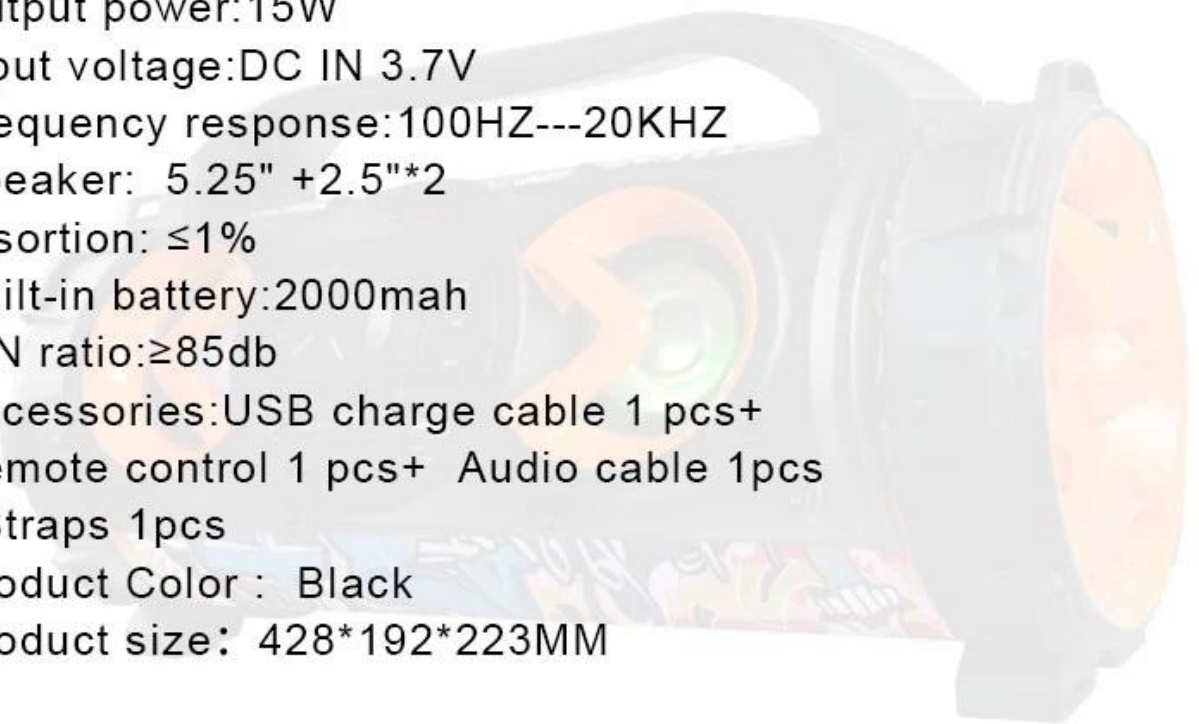 tput power:15W
out voltage:DC IN 3.7V
equency response:100HZ---20KHZ
eaker: 5.25" +2.5"*2
sortion: ≤1%
ilt-in battery:2000mah
N ratio:≥85db
cessories:USB charge cable 1 pcs+
emote control 1 pcs+ Audio cable 1pcs
traps 1pcs
oduct Color : Black
oduct size: 428*192*223MM